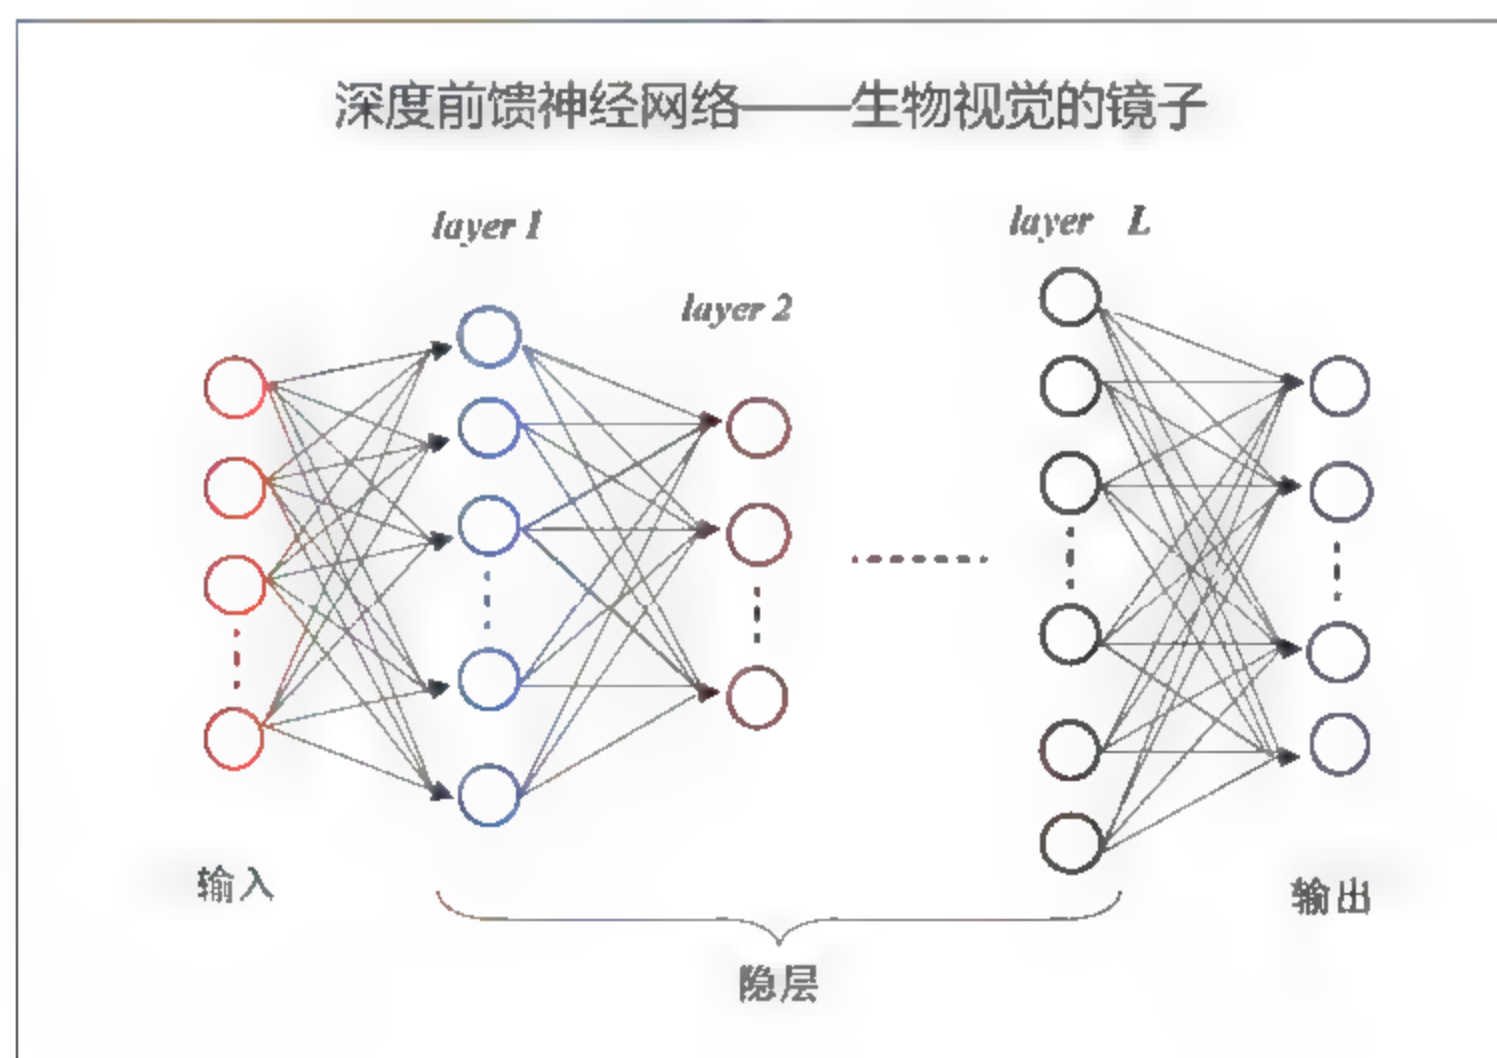 深度前馈神经网络——生物视觉的镜子
layer 1
layer L
layer 2
输入
输出
隐层